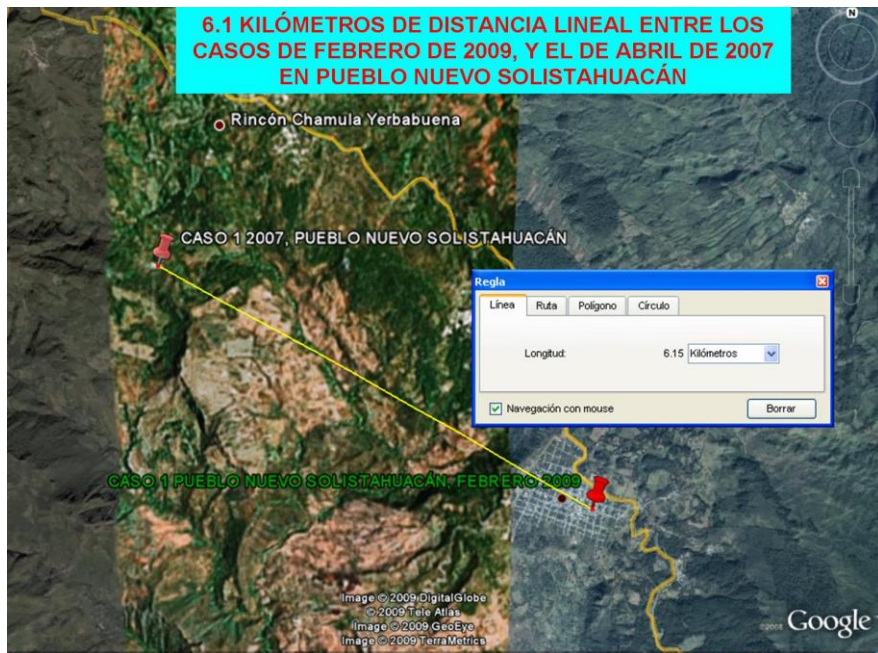 6.1 KILÓMETROS DE DISTANCIA LINEAL ENTRE LOS
CASOS DE FEBRERO DE 2009, Y EL DE ABRIL DE 2007
EN PUEBLO NUEVO SOLISTAHUACÁN
N
Rincón Chamula Yerbabuena
CASO 1 2007, PUEBLO NUEVO SOLISTAHUACÁN
Regla
Línea Ruta Polígono Círculo
Longitud: 6.15 Kilómetros
Navegación con mouse Borrar
CASO 1 PUEBLO NUEVO SOLISTAHUACÁN, FEBRERO 2009
Image © 2009 DigitalGlobe
© 2009 Tele Atlas
Image © 2009 GeoEye
Image © 2009 TerraMetrics
Google